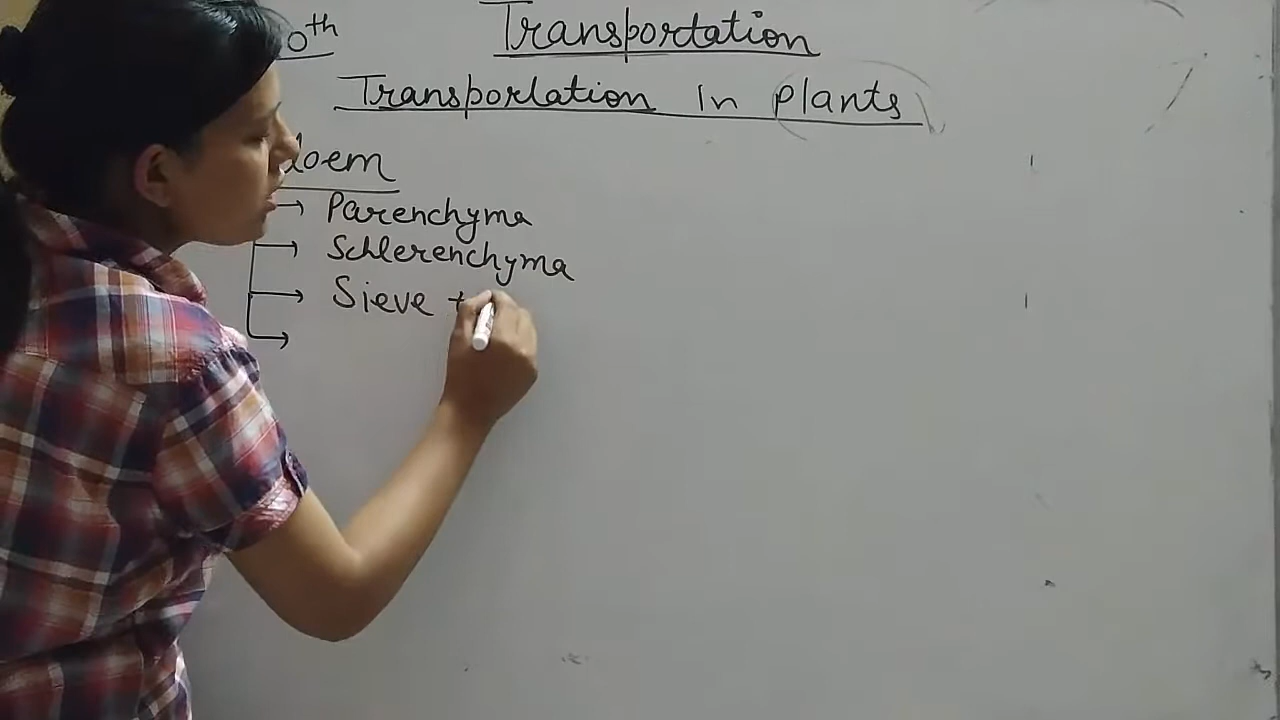 0th
Transportation
Transportation In Plants
loem
Parenchyma
Schlerenchyma
Sieve t